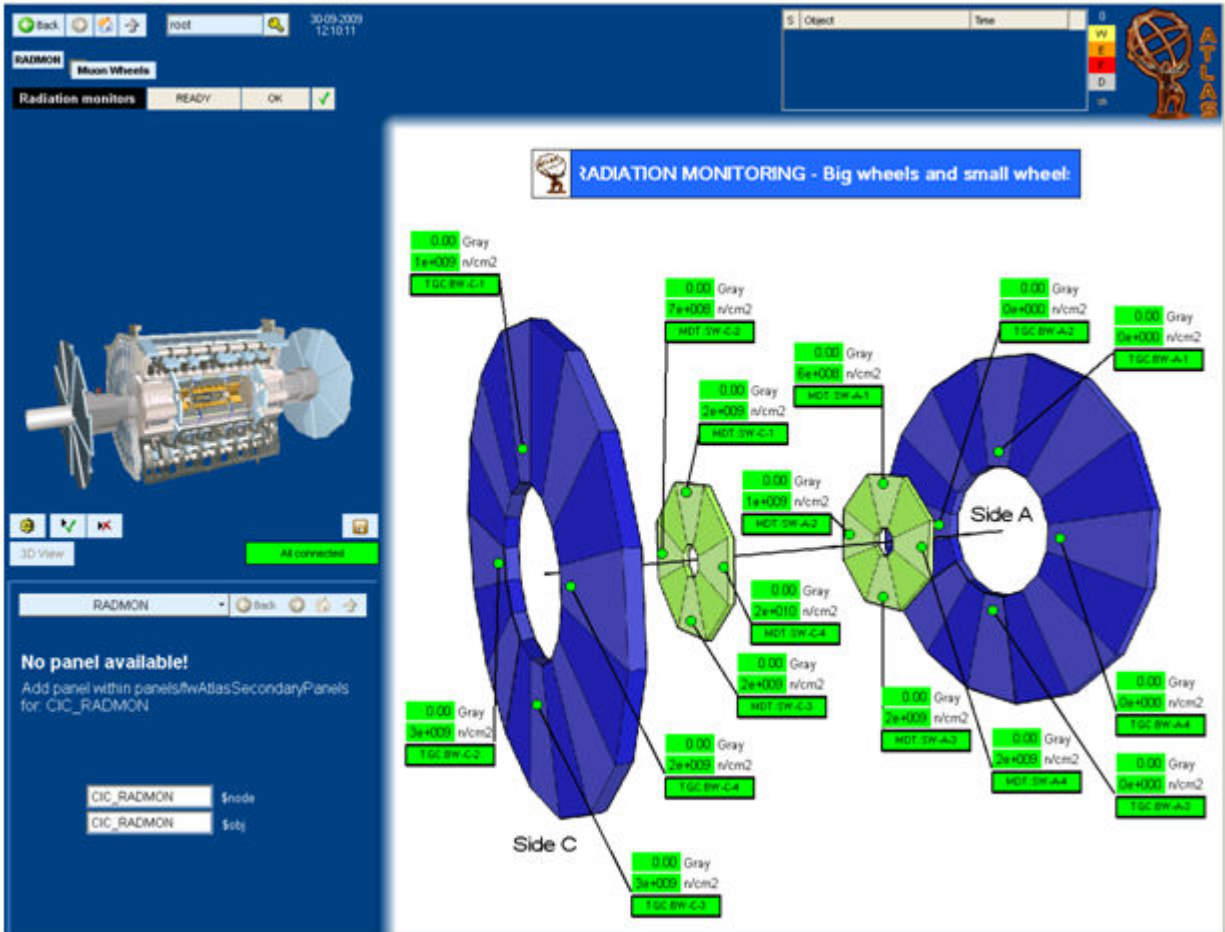 Back
root
30-09-2009
12:10:11
S Object Time
W
E
F
D
ATLAS
RADMON
Muon Wheels
Radiation monitors READY OK
RADIATION MONITORING - Big wheels and small wheels
0.00 Gray
1e+009 n/cm2
TGC BW-C-1
0.00 Gray
7e+008 n/cm2
MDT SW-C-2
0.00 Gray
0e+000 n/cm2
TGC BW-A-2
0.00 Gray
0e+000 n/cm2
TGC BW-A-1
0.00 Gray
6e+008 n/cm2
MDT SW-A-1
0.00 Gray
2e+009 n/cm2
MDT SW-C-1
0.00 Gray
1e+009 n/cm2
MDT SW-A-2
Side A
0.00 Gray
2e+010 n/cm2
MDT SW-C-4
0.00 Gray
2e+009 n/cm2
MDT SW-C-3
0.00 Gray
2e+009 n/cm2
MDT SW-A-3
0.00 Gray
0e+000 n/cm2
TGC BW-A-4
0.00 Gray
3e+009 n/cm2
TGC BW-C-2
0.00 Gray
2e+009 n/cm2
TGC BW-C-4
0.00 Gray
2e+009 n/cm2
MDT SW-A-4
0.00 Gray
0e+000 n/cm2
TGC BW-A-3
Side C
0.00 Gray
3e+009 n/cm2
TGC BW-C-3
3D View
All connected
RADMON Back
No panel available!
Add panel within panels/fwAtlasSecondaryPanels
for: CIC_RADMON
CIC_RADMON $node
CIC_RADMON $obj